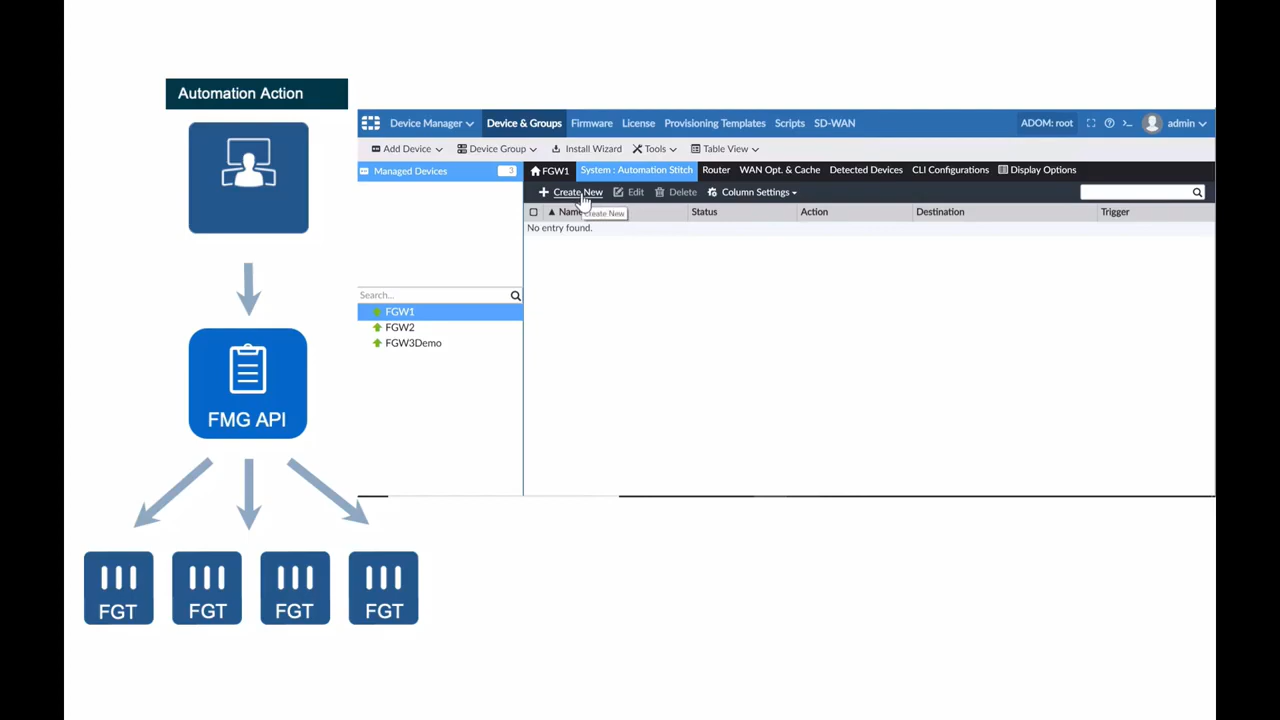 Automation Action
FMG API
FGT FGT FGT FGT
Device Manager Device & Groups Firmware License Provisioning Templates Scripts SD-WAN ADOM: root admin
Add Device Device Group Install Wizard Tools Table View
Managed Devices 3
FGW1 System : Automation Stitch Router WAN Opt. & Cache Detected Devices CLI Configurations Display Options
Create New Edit Delete Column Settings
Name Status Action Destination Trigger
Create New
No entry found.
Search...
FGW1
FGW2
FGW3Demo